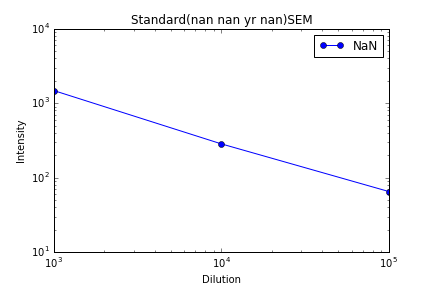 Standard(nan nan yr nan)SEM
NaN
10^4
10^3
10^2
10^1
Intensity
10^3 10^4 10^5
Dilution